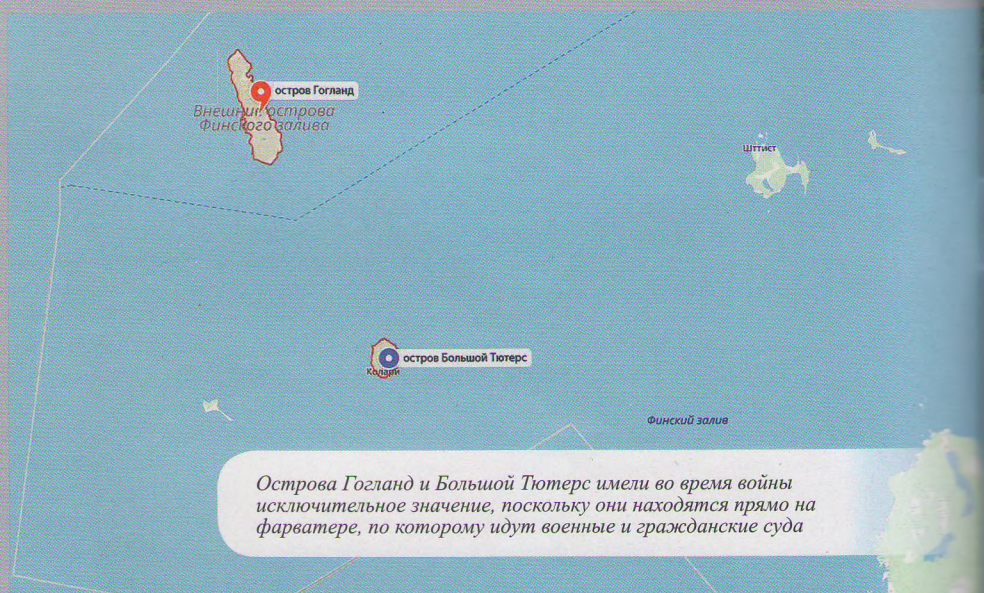 остров Гогланд
Внешние острова
Финского залива
Шттист
остров Большой Тютерс
Колаги
Финский залив
Острова Гогланд и Большой Тютерс имели во время войны
исключительное значение, поскольку они находятся прямо на
фарватере, по которому идут военные и гражданские суда